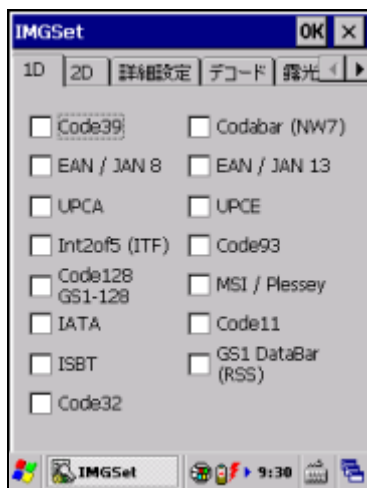 IMGSet OK
1D 2D 詳細設定 デコード 露光
Code39 Codabar (NW7)
EAN / JAN 8 EAN / JAN 13
UPCA UPCE
Int2of5 (ITF) Code93
Code128
GS1-128
MSI / Plessey
IATA Code11
ISBT
GS1 DataBar
(RSS)
Code32
IMGSet 9:30